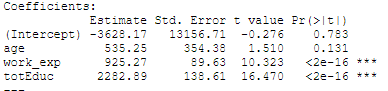 Coefficients:
Estimate Std. Error t value Pr(>|t|)
(Intercept) -3628.17 13156.71 -0.276 0.783
age 535.25 354.38 1.510 0.131
work_exp 925.27 89.63 10.323 <2e-16 ***
totEduc 2282.89 138.61 16.470 <2e-16 ***
---